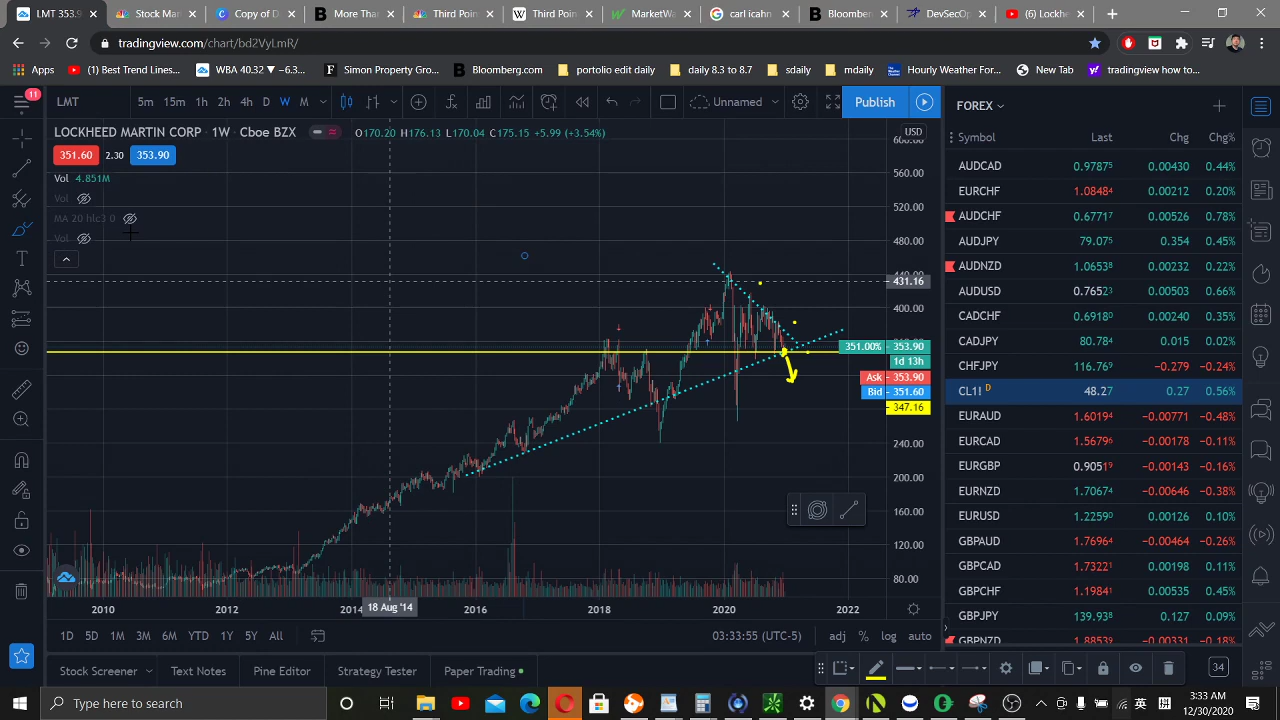 LMT 353.9
Stock Mar
Copy of D
More Than
Third Poin
Third Poin
MarketWa
carl icahn
Bloomberg
DevSecOp
(1) Lockhe
tradingview.com/chart/bd2VyLmR/
Apps
(1) Best Trend Lines...
WBA 40.32 ▼ −6.3...
Simon Property Gro...
Bloomberg.com
portolio edit daily
daily 8.3 to 8.7
sdaily
mdaily
Hourly Weather For...
New Tab
tradingview how to...
11
LMT
5m 15m 1h 2h 4h D W M
Unnamed
Publish
FOREX
LOCKHEED MARTIN CORP · 1W · Cboe BZX
O170.20 H176.13 L170.04 C175.15 +5.99 (+3.54%)
USD
351.60 2.30 353.90
Vol 4.851M
Vol
MA 20 hlc3 0
Vol
600.00
560.00
520.00
480.00
440.00
431.16
400.00
360.00
351.00% 353.90
1d 13h
Ask 353.90
Bid 351.60
347.16
240.00
200.00
160.00
120.00
80.00
2010 2012 2014 18 Aug '14 2016 2018 2020 2022
1D 5D 1M 3M 6M YTD 1Y 5Y All
03:33:55 (UTC-5)
adj % log auto
Stock Screener
Text Notes
Pine Editor
Strategy Tester
Paper Trading
34
Symbol Last Chg Chg%
AUDCAD 0.97875 0.00430 0.44%
EURCHF 1.08484 0.00212 0.20%
AUDCHF 0.67717 0.00526 0.78%
AUDJPY 79.075 0.354 0.45%
AUDNZD 1.06538 0.00232 0.22%
AUDUSD 0.76523 0.00503 0.66%
CADCHF 0.69180 0.00240 0.35%
CADJPY 80.784 0.015 0.02%
CHFJPY 116.769 −0.279 −0.24%
CL1! D 48.27 0.27 0.56%
EURAUD 1.60194 −0.00771 −0.48%
EURCAD 1.56796 −0.00178 −0.11%
EURGBP 0.90519 −0.00143 −0.16%
EURNZD 1.70674 −0.00646 −0.38%
EURUSD 1.22590 0.00126 0.10%
GBPAUD 1.76964 −0.00464 −0.26%
GBPCAD 1.73221 0.00198 0.11%
GBPCHF 1.19841 0.00535 0.45%
GBPJPY 139.938 0.127 0.09%
GBPNZD 1.88539 −0.00331 −0.18%
Type here to search
英
3:33 AM
12/30/2020